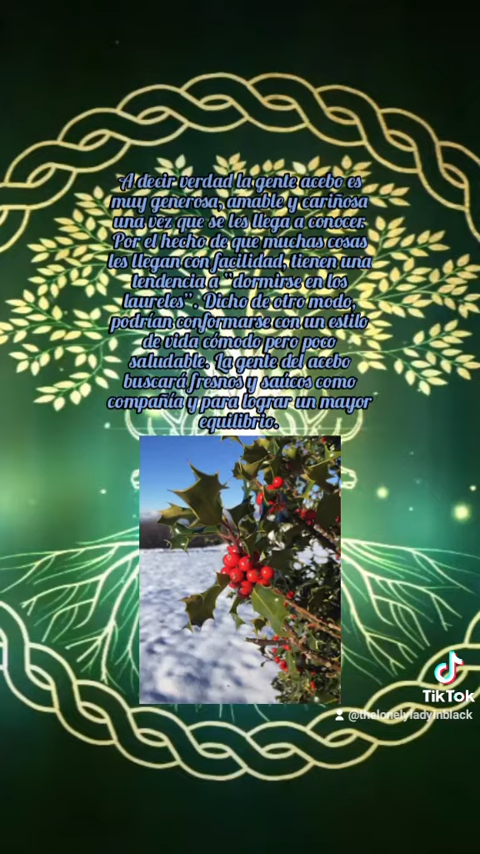 A decir verdad la gente acebo es
muy generosa, amable y cariñosa
una vez que se les llega a conocer.
Por el hecho de que muchas cosas
les llegan con facilidad, tienen una
tendencia a "dormirse en los
laureles". Dicho de otro modo,
podrían conformarse con un estilo
de vida cómodo pero poco
saludable. La gente del acebo
buscará fresnos y saúcos como
compañía y para lograr un mayor
equilibrio.
TikTok
@thelonelyladyinblack